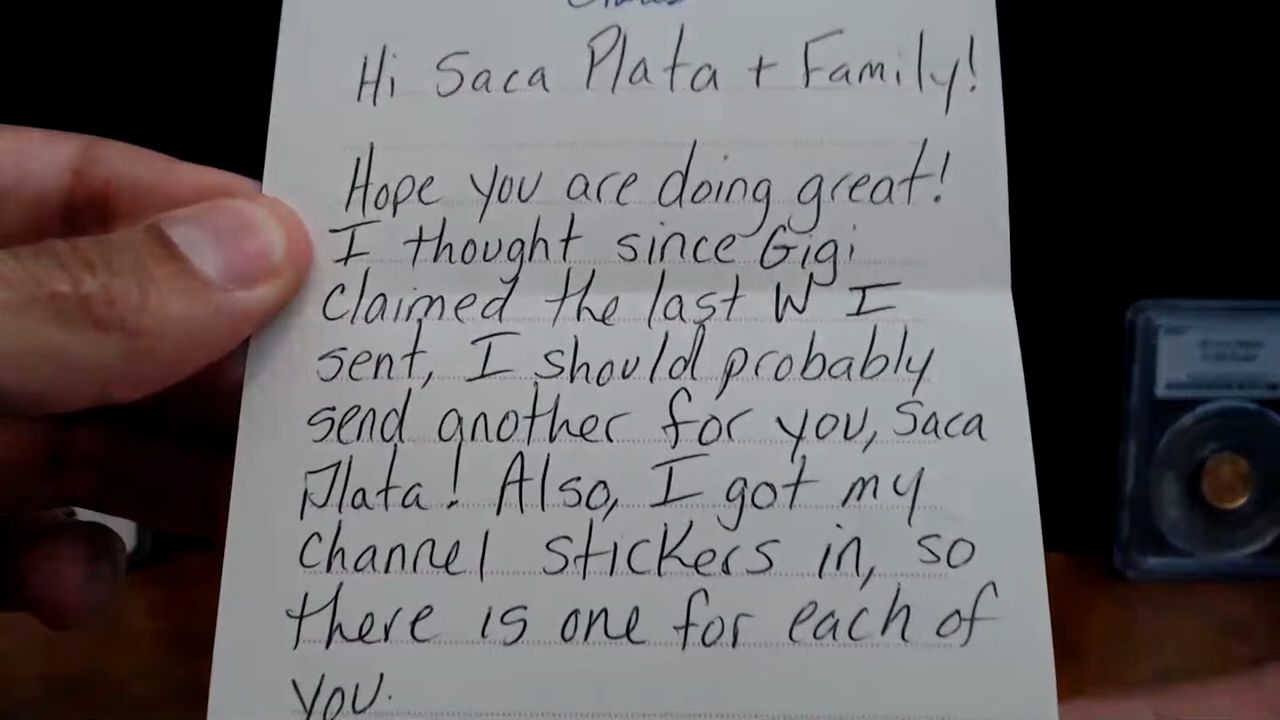 Hi Saca Plata + Family!
Hope you are doing great!
I thought since Gigi
claimed the last W I
sent, I should probably
send another for you, Saca
Plata! Also, I got my
channel stickers in, so
there is one for each of
you.